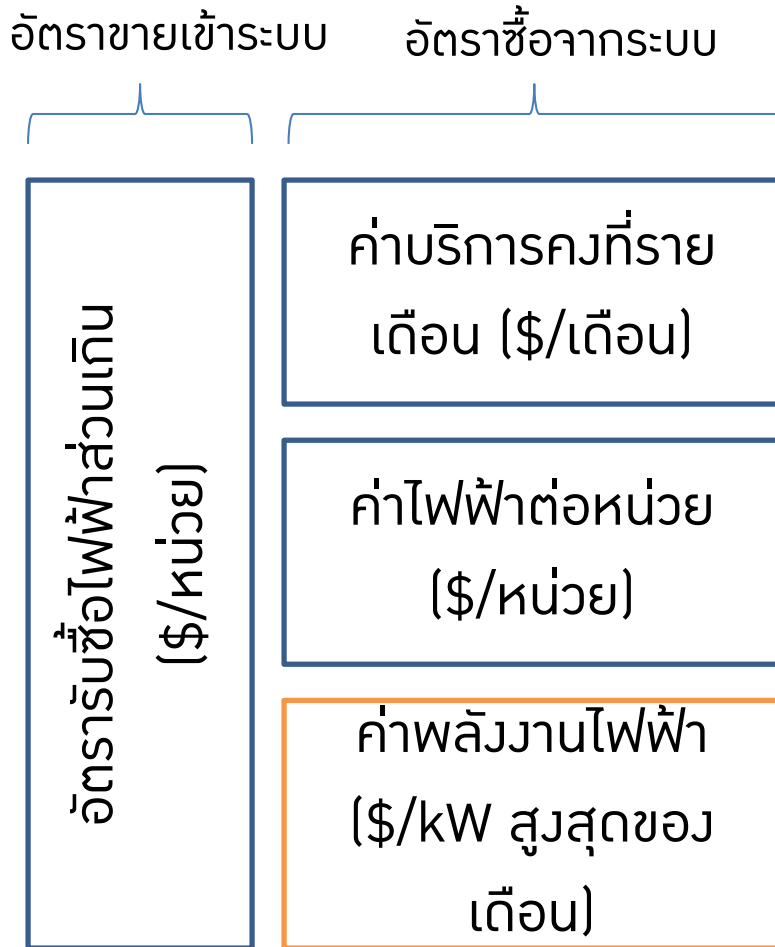 อัตราขายเข้าระบบ
อัตราซื้อจากระบบ
อัตรารับซื้อไฟฟ้าส่วนเกิน
($/หน่วย)
ค่าบริการคงที่ราย
เดือน ($/เดือน)
ค่าไฟฟ้าต่อหน่วย
($/หน่วย)
ค่าพลังงานไฟฟ้า
($/kW สูงสุดของ
เดือน)